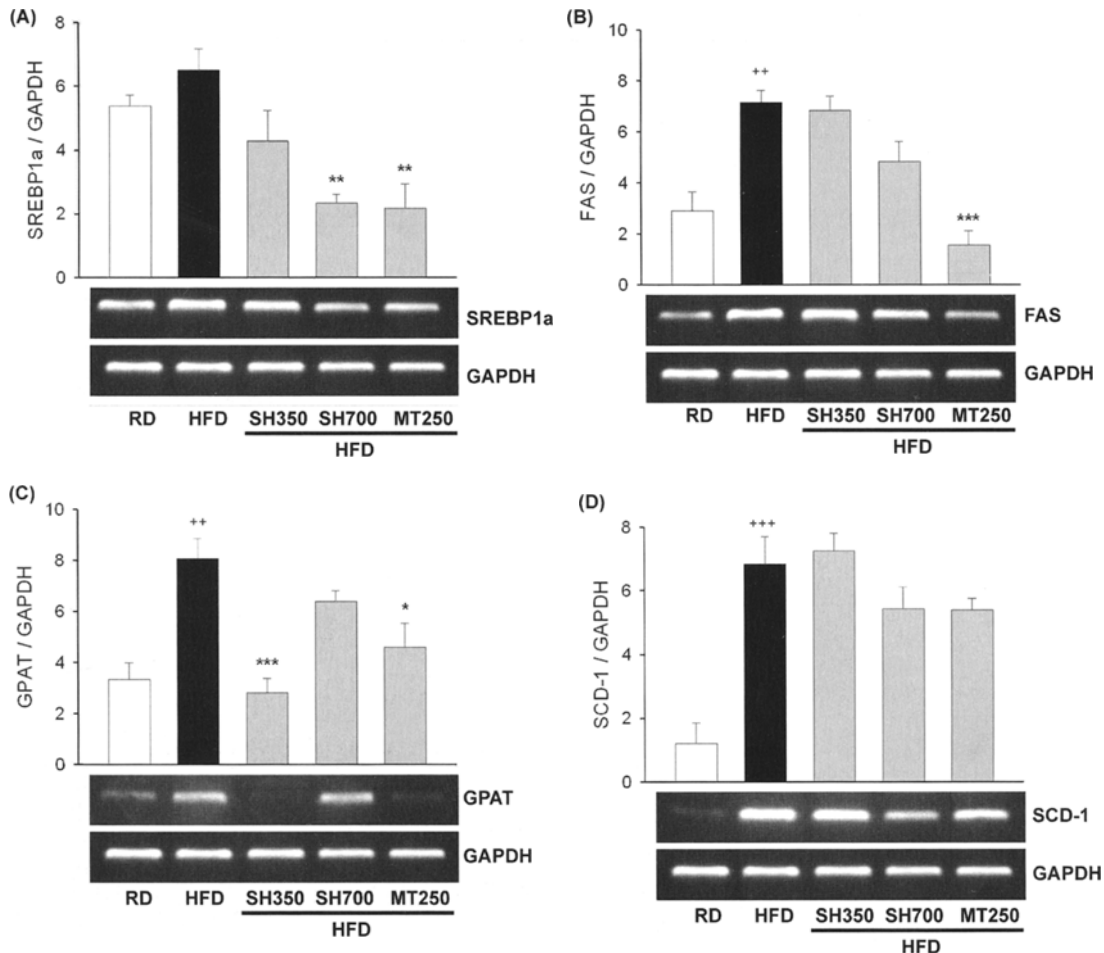 (A)
8
6
4
2
0
SREBP1a / GAPDH
**
**
SREBP1a
GAPDH
RD HFD SH350 SH700 MT250
HFD
(B)
10
8
6
4
2
0
FAS / GAPDH
++
***
FAS
GAPDH
RD HFD SH350 SH700 MT250
HFD
(C)
10
8
6
4
2
0
GPAT / GAPDH
++
***
*
GPAT
GAPDH
RD HFD SH350 SH700 MT250
HFD
(D)
8
6
4
2
0
SCD-1 / GAPDH
+++
SCD-1
GAPDH
RD HFD SH350 SH700 MT250
HFD